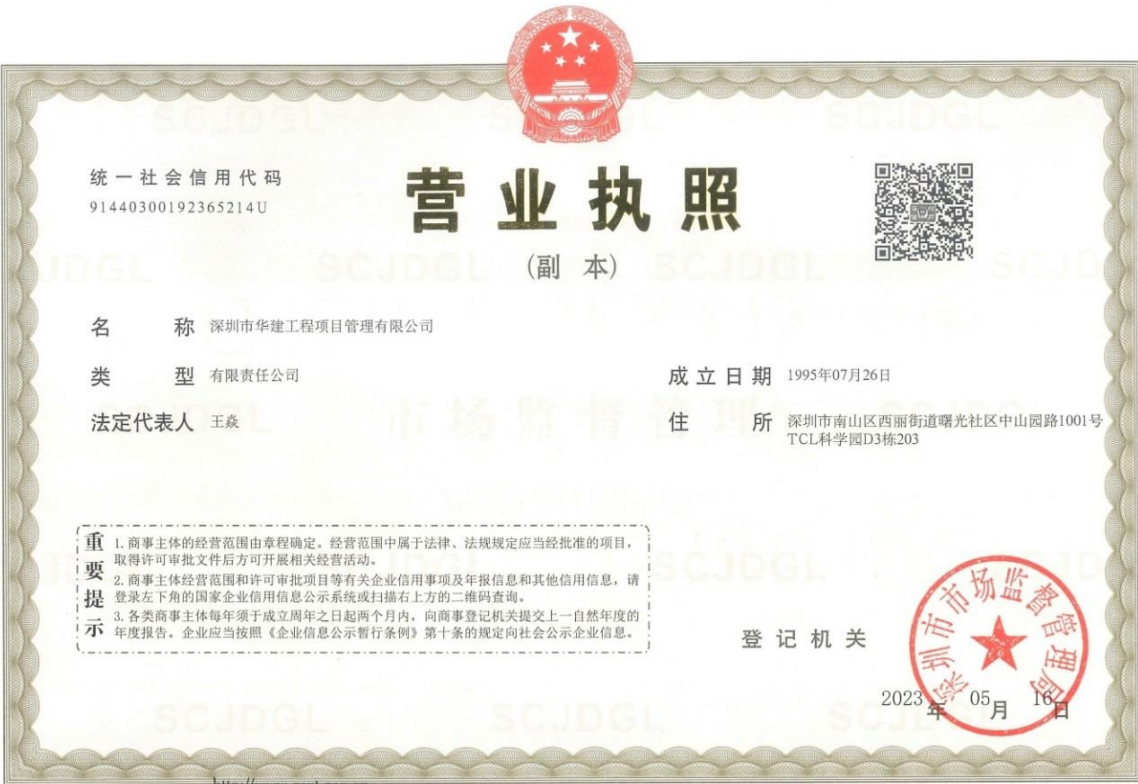 统一社会信用代码
91440300192365214U
营业执照
(副 本)
名 称 深圳市华建工程项目管理有限公司
类 型 有限责任公司
法定代表人 王焱
成立日期 1995年07月26日
住 所 深圳市南山区西丽街道曙光社区中山园路1001号
TCL科学园D3栋203
重要提示
1. 商事主体的经营范围由章程确定。经营范围中属于法律、法规规定应当经批准的项目,
取得许可审批文件后方可开展相关经营活动。
2. 商事主体经营范围和许可审批项目等有关企业信用事项及年报信息和其他信用信息,请
登录左下角的国家企业信用信息公示系统或扫描右上方的二维码查询。
3. 各类商事主体每年须于成立周年之日起两个月内,向商事登记机关提交上一自然年度的
年度报告。企业应当按照《企业信息公示暂行条例》第十条的规定向社会公示企业信息。
登记机关
深圳市市场监督管理局
2023年05月16日
SCJDGL
市场监督管理